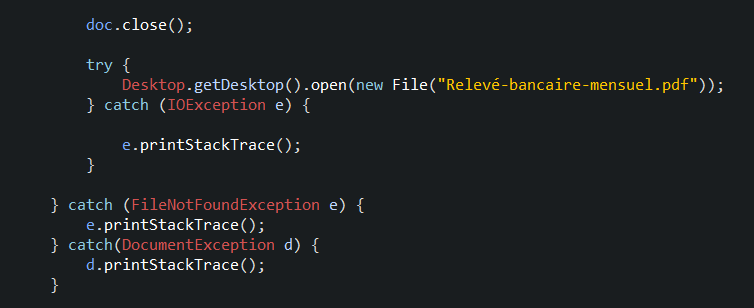 doc.close();
try {
Desktop.getDesktop().open(new File("Relevé-bancaire-mensuel.pdf"));
} catch (IOException e) {
e.printStackTrace();
}
} catch (FileNotFoundException e) {
e.printStackTrace();
} catch(DocumentException d) {
d.printStackTrace();
}